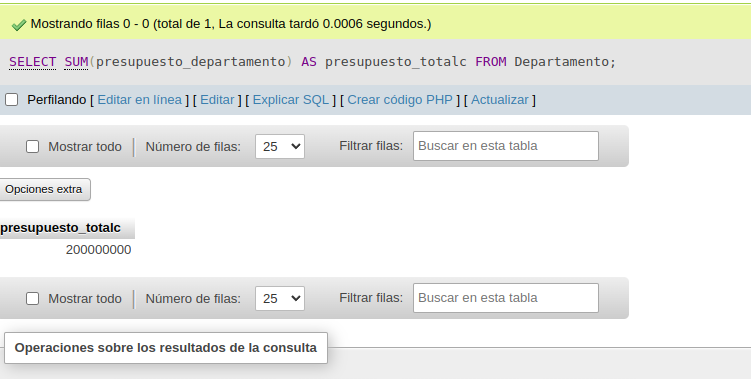 Mostrando filas 0 - 0 (total de 1, La consulta tardó 0.0006 segundos.)
SELECT SUM(presupuesto_departamento) AS presupuesto_totalc FROM Departamento;
Perfilando [ Editar en línea ] [ Editar ] [ Explicar SQL ] [ Crear código PHP ] [ Actualizar ]
Mostrar todo Número de filas: 25 Filtrar filas: Buscar en esta tabla
Opciones extra
presupuesto_totalc
200000000
Mostrar todo Número de filas: 25 Filtrar filas: Buscar en esta tabla
Operaciones sobre los resultados de la consulta